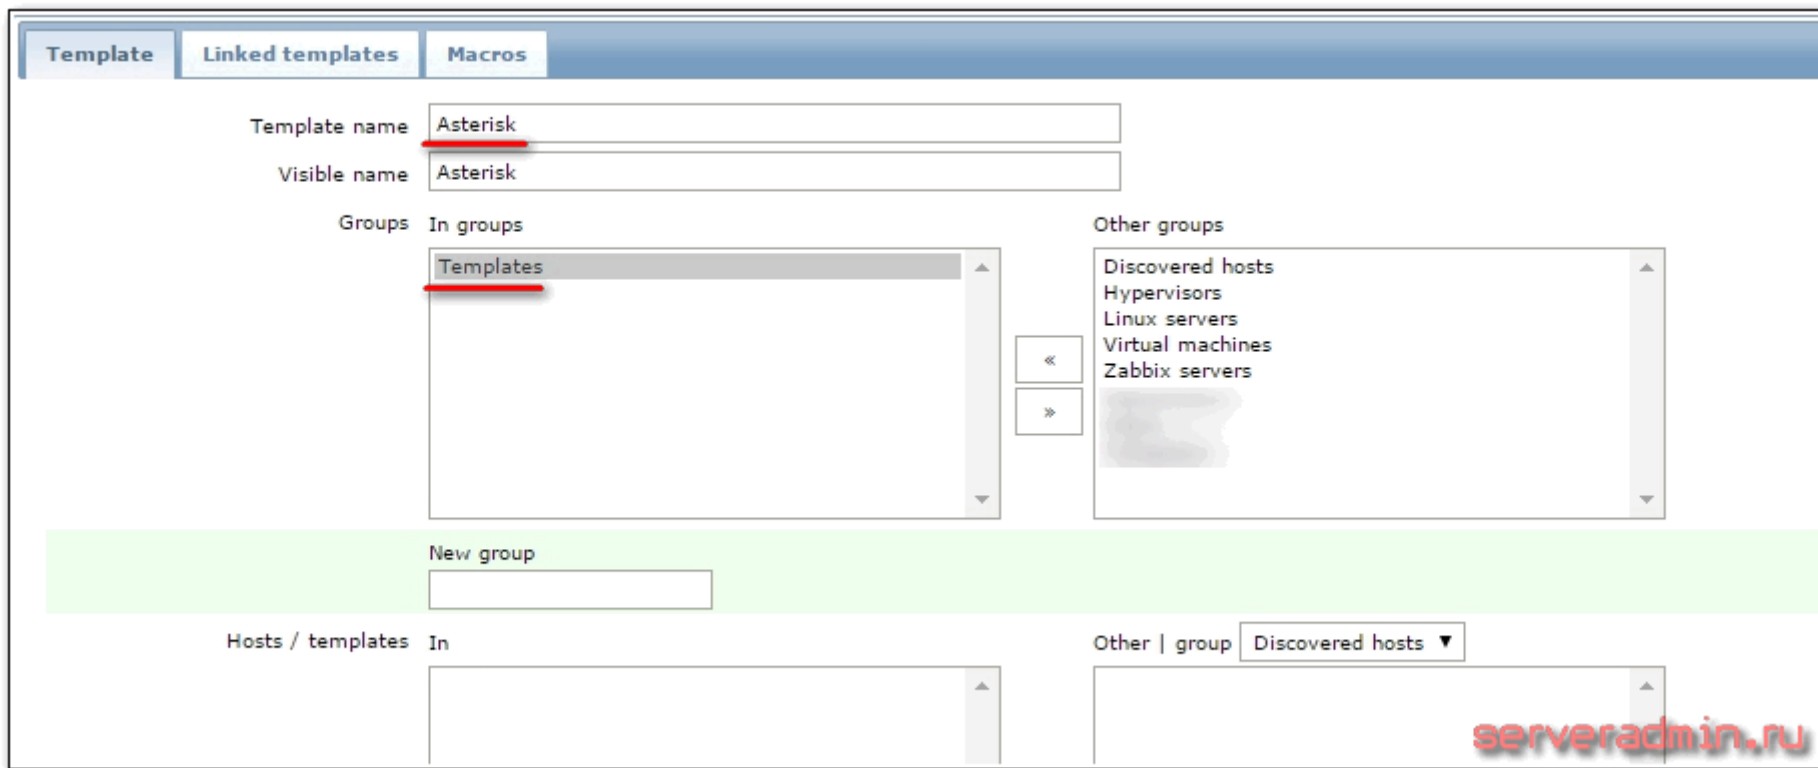 Template Linked templates Macros
Template name Asterisk
Visible name Asterisk
Groups In groups Other groups
Templates
Discovered hosts
Hypervisors
Linux servers
Virtual machines
Zabbix servers
«
»
New group
Hosts / templates In Other | group Discovered hosts ▼
serveradmin.ru